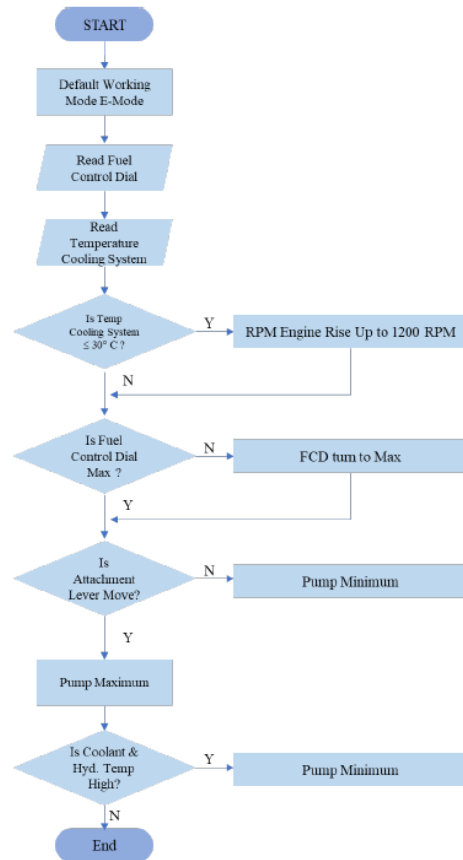 START
Default Working
Mode E-Mode
Read Fuel
Control Dial
Read
Temperature
Cooling System
Is Temp
Cooling System
≤ 30° C ?
Y
RPM Engine Rise Up to 1200 RPM
N
Is Fuel
Control Dial
Max ?
N
FCD turn to Max
Y
Is
Attachment
Lever Move?
N
Pump Minimum
Y
Pump Maximum
Is Coolant &
Hyd. Temp
High?
Y
Pump Minimum
N
End